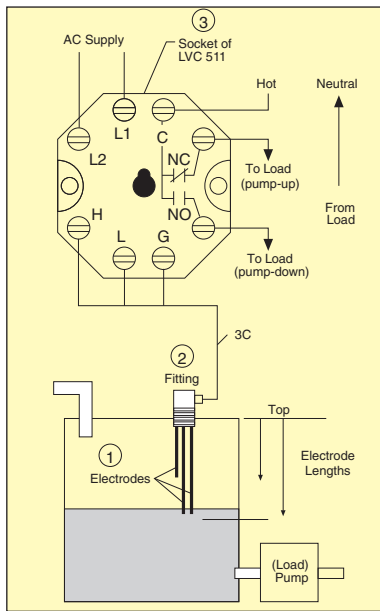 3
AC Supply
Socket of
LVC 511
Hot
Neutral
L1
C
L2
NC
To Load
(pump-up)
H
NO
From
Load
L
G
To Load
(pump-down)
3C
2
Fitting
Top
1
Electrodes
Electrode
Lengths
(Load)
Pump